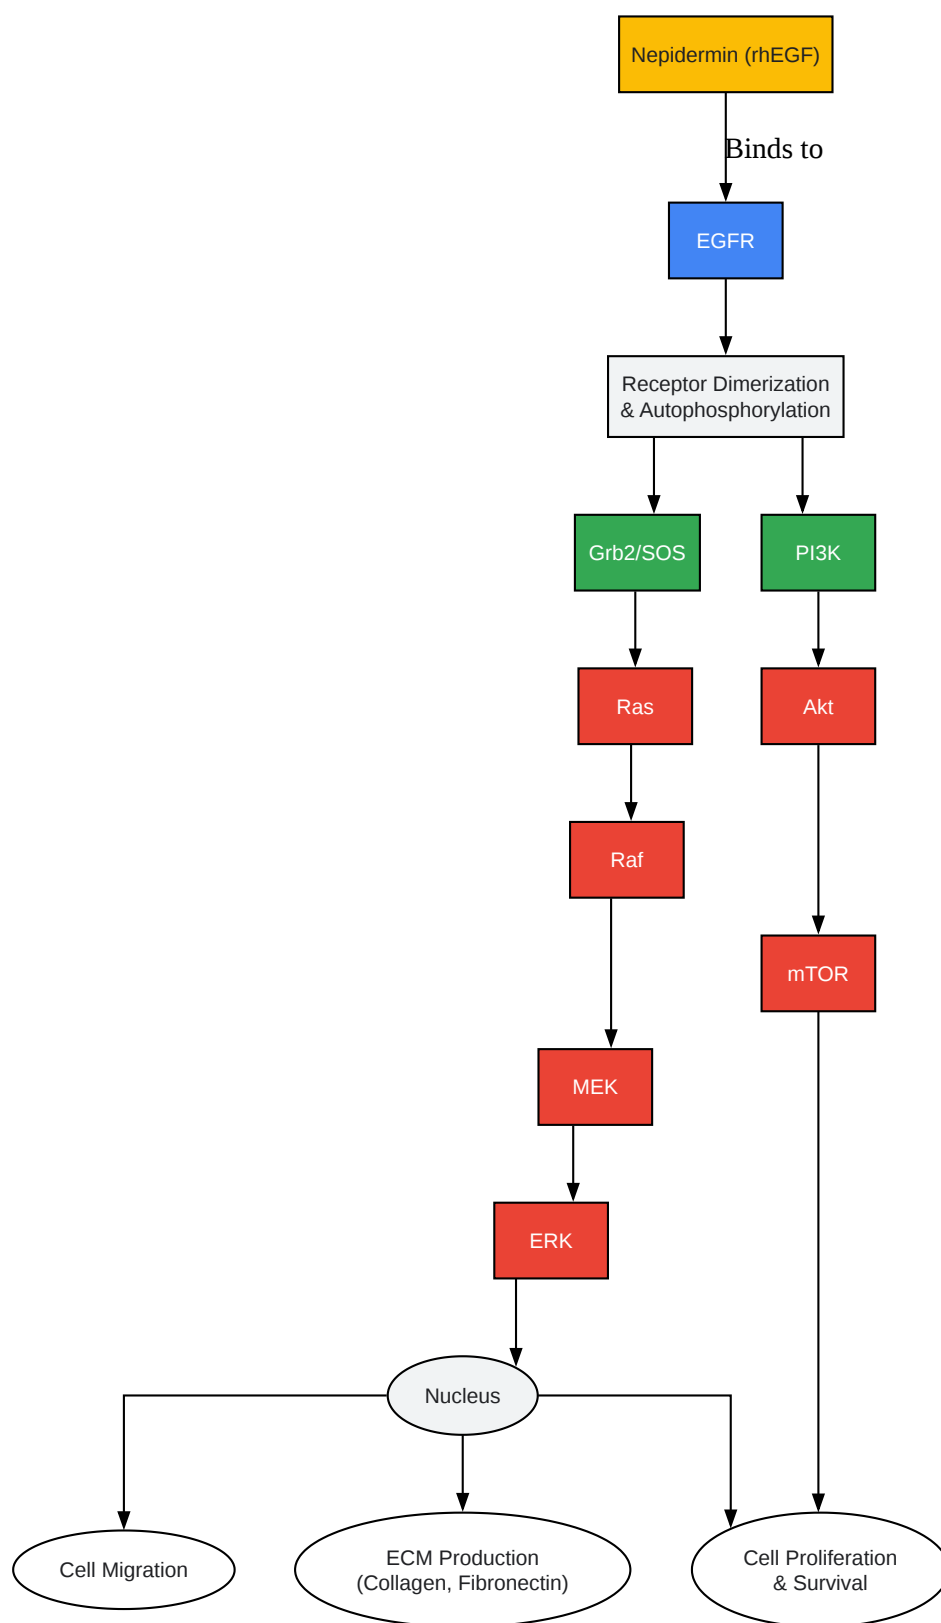 Nepidermin (rhEGF)
Binds to
EGFR
Receptor Dimerization
& Autophosphorylation
Grb2/SOS
PI3K
Ras
Akt
Raf
mTOR
MEK
ERK
Nucleus
Cell Migration
ECM Production
(Collagen, Fibronectin)
Cell Proliferation
& Survival